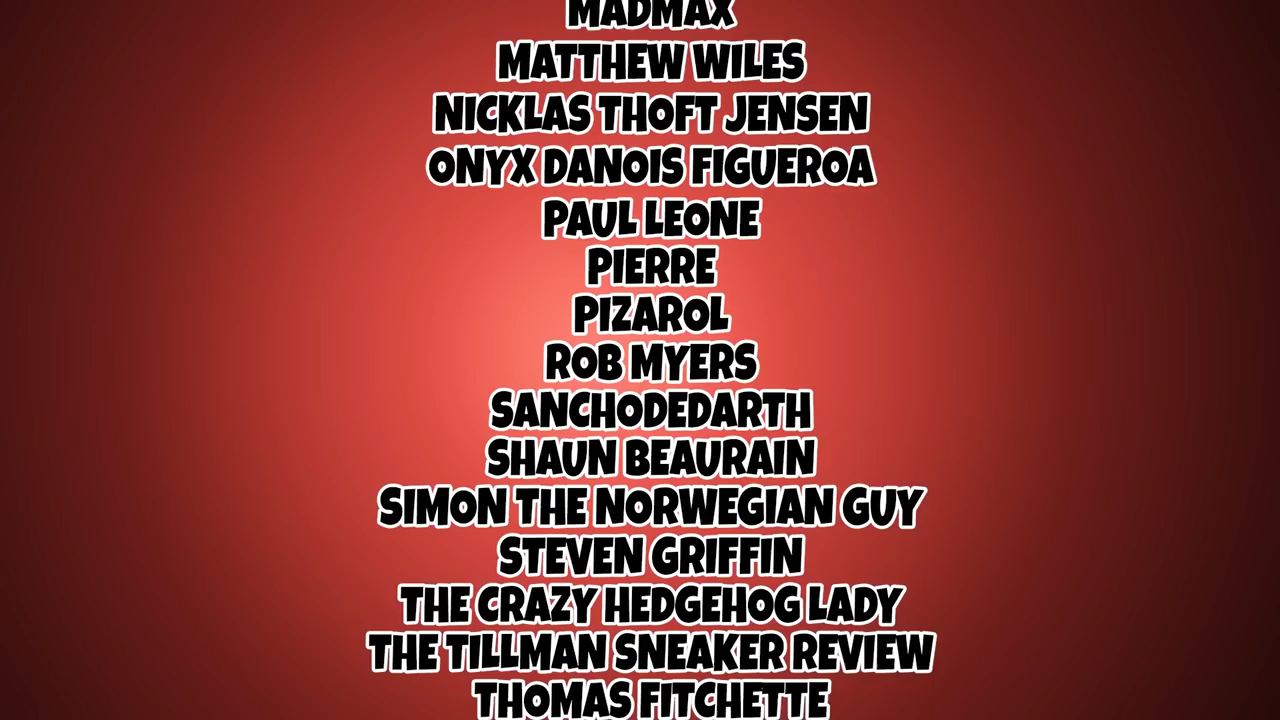 MADMAX
MATTHEW WILES
NICKLAS THOFT JENSEN
ONYX DANOIS FIGUEROA
PAUL LEONE
PIERRE
PIZAROL
ROB MYERS
SANCHODEDARTH
SHAUN BEAURAIN
SIMON THE NORWEGIAN GUY
STEVEN GRIFFIN
THE CRAZY HEDGEHOG LADY
THE TILLMAN SNEAKER REVIEW
THOMAS FITCHETTE